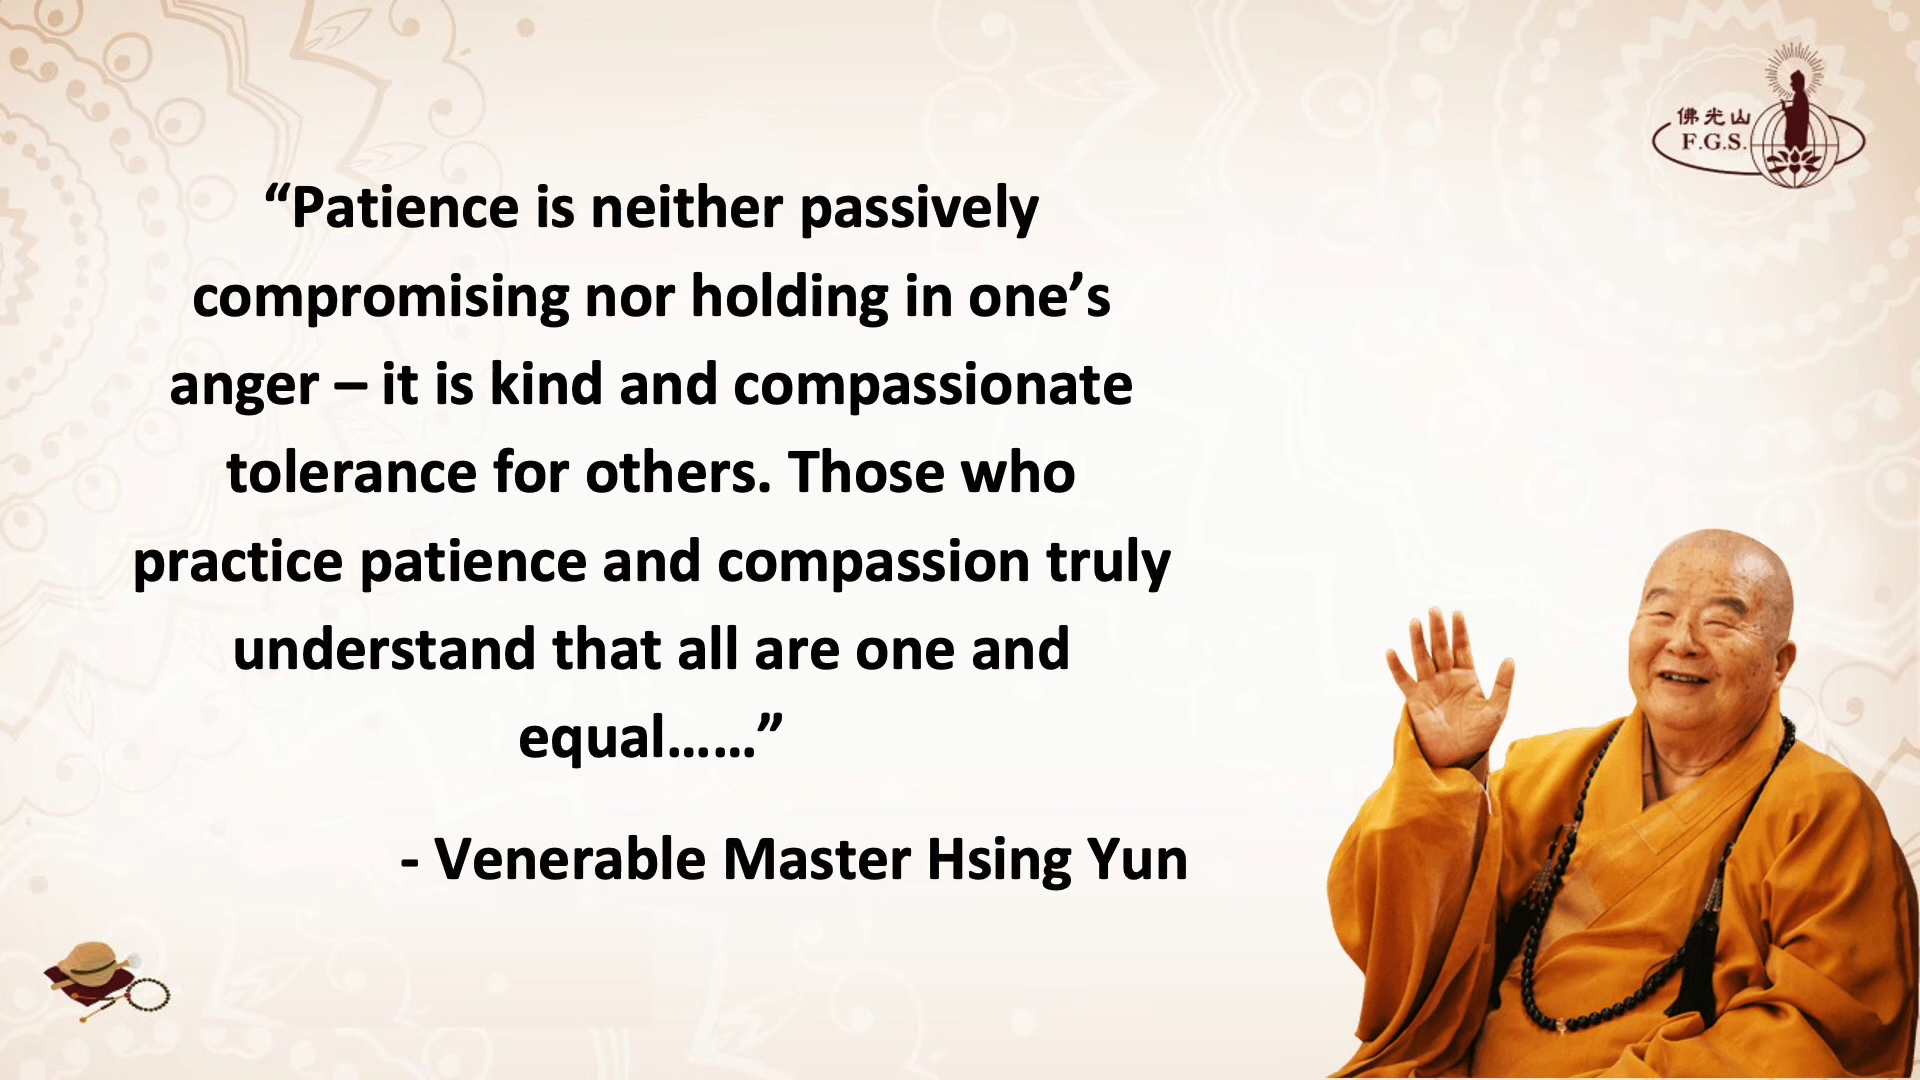 佛光山
F.G.S.
“Patience is neither passively
compromising nor holding in one’s
anger – it is kind and compassionate
tolerance for others. Those who
practice patience and compassion truly
understand that all are one and
equal……”
- Venerable Master Hsing Yun